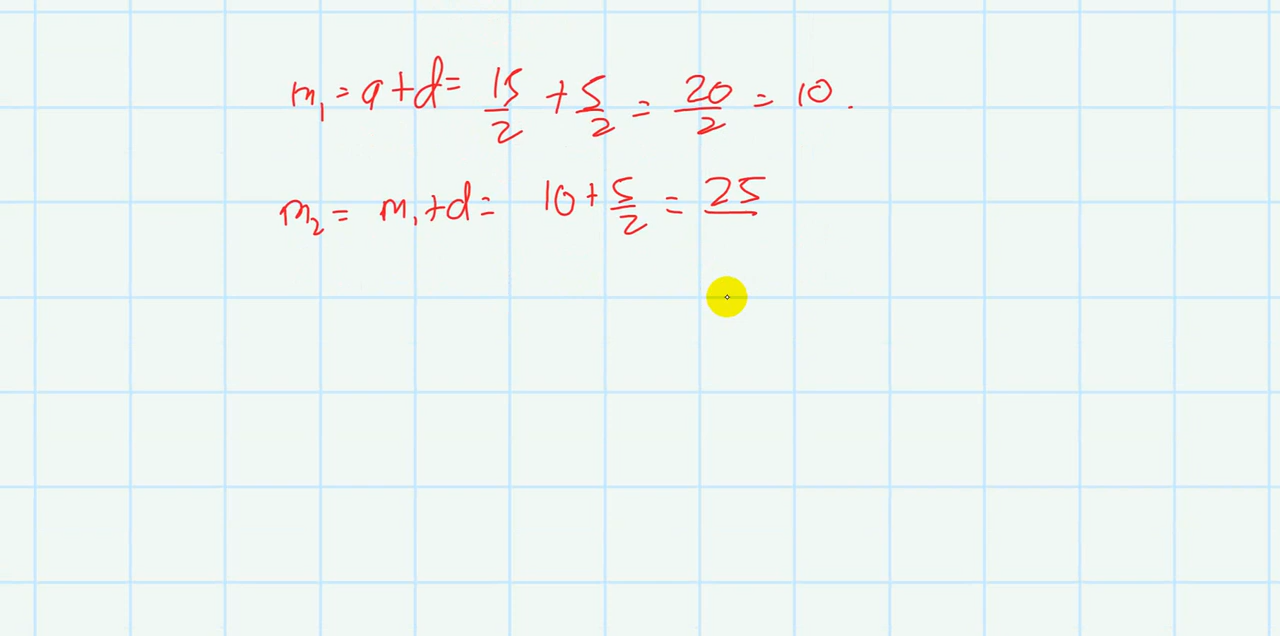 m₁ = a + d = 15/2 + 5/2 = 20/2 = 10.
m₂ = m₁ + d = 10 + 5/2 = 25